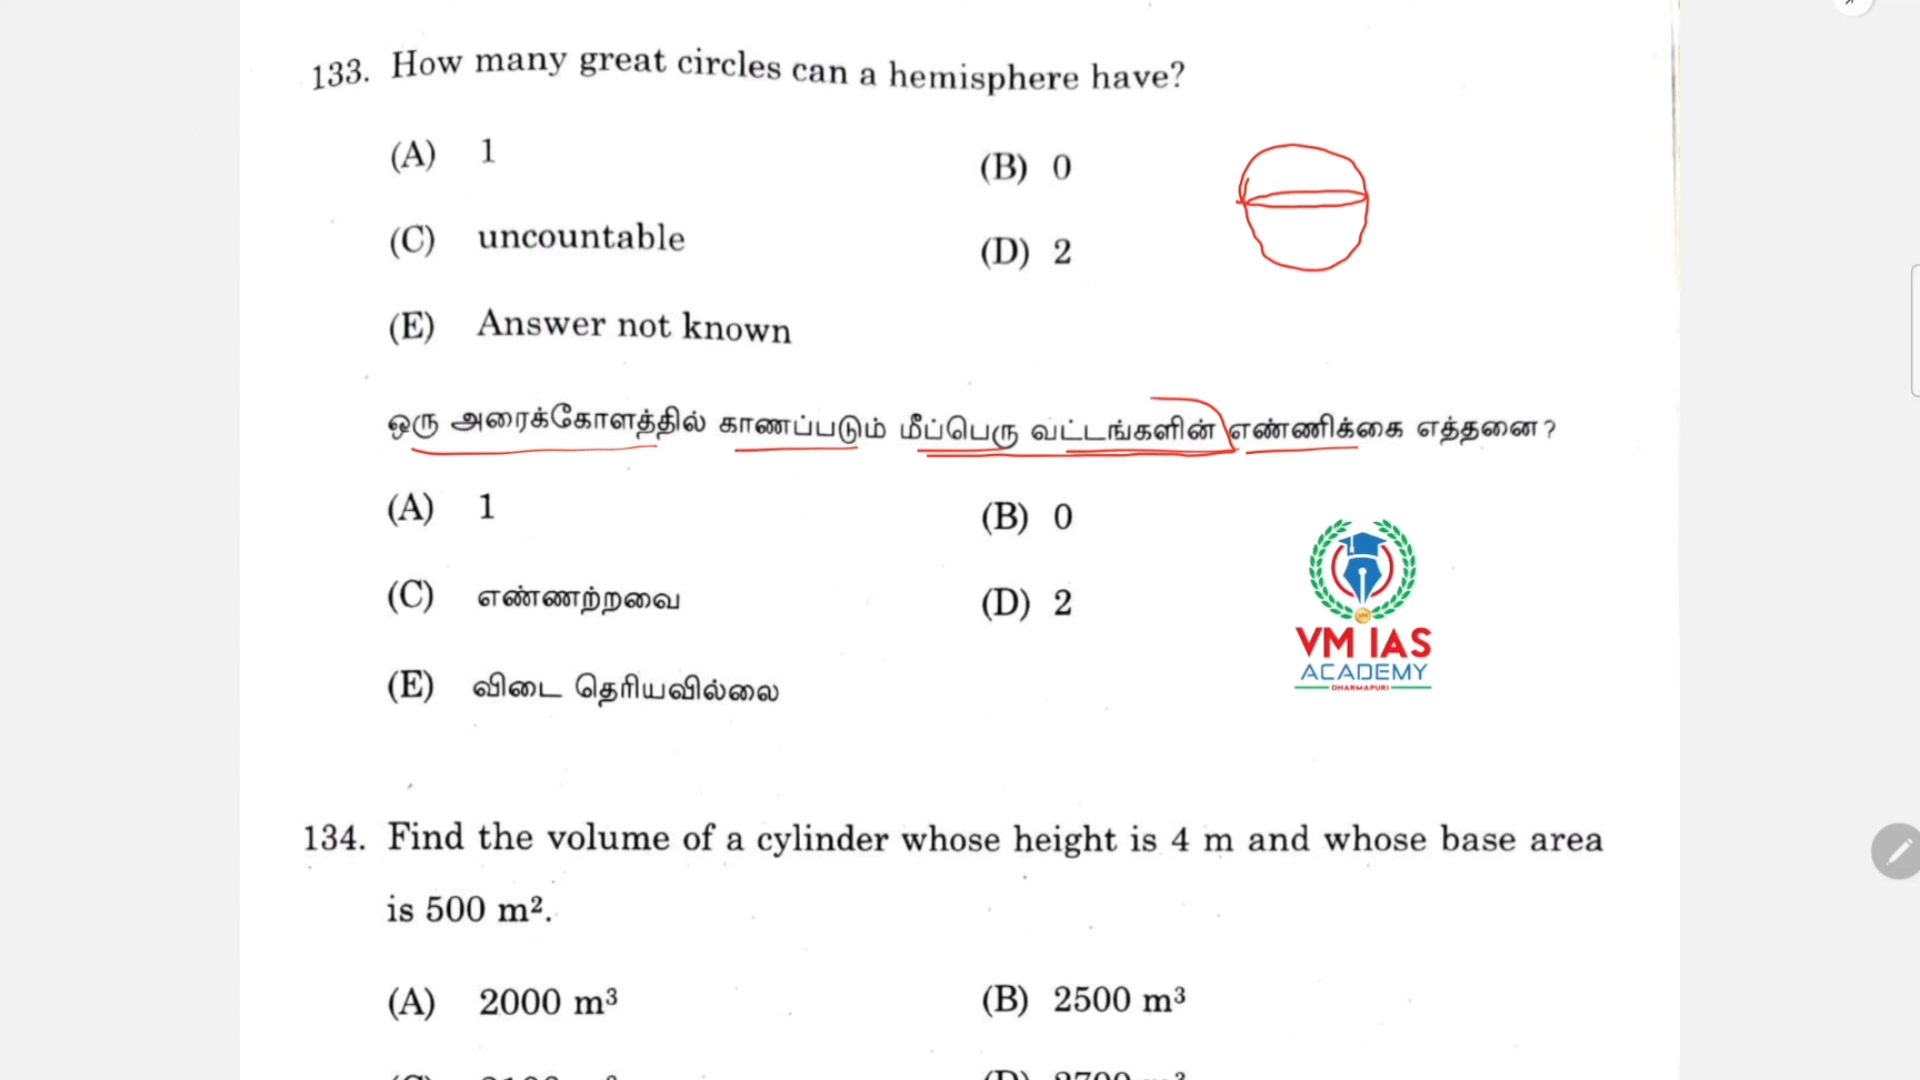 133. How many great circles can a hemisphere have?
(A) 1 (B) 0
(C) uncountable (D) 2
(E) Answer not known
ஒரு அரைக்கோளத்தில் காணப்படும் மீப்பெரு வட்டங்களின் எண்ணிக்கை எத்தனை?
(A) 1 (B) 0
(C) எண்ணற்றவை (D) 2
(E) விடை தெரியவில்லை
VM IAS
ACADEMY
DHARMAPURI
134. Find the volume of a cylinder whose height is 4 m and whose base area
is 500 m².
(A) 2000 m³ (B) 2500 m³